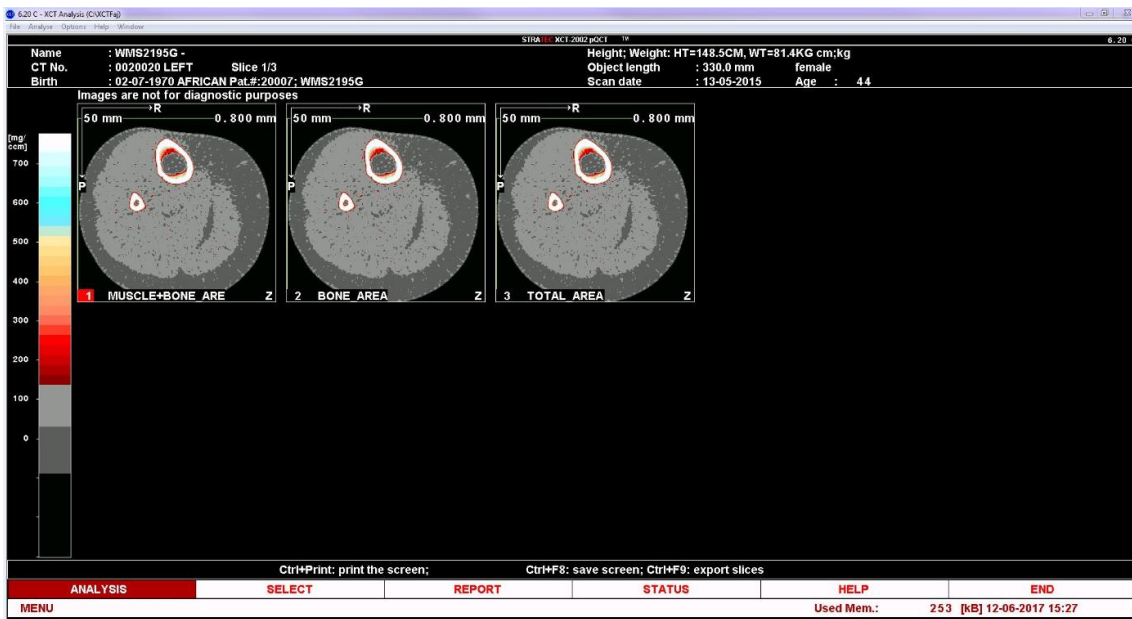 6.20 C - XCT Analysis (C:\XCTFaj)
File Analyse Options Help Window
STRATEC XCT-2002 pQCT TM 6.20
Name : WMS2195G - Height; Weight: HT=148.5CM, WT=81.4KG cm;kg
CT No. : 0020020 LEFT Slice 1/3 Object length : 330.0 mm female
Birth : 02-07-1970 AFRICAN Pat.#:20007; WMS2195G Scan date : 13-05-2015 Age : 44
Images are not for diagnostic purposes
R R R
50 mm 0.800 mm 50 mm 0.800 mm 50 mm 0.800 mm
[mg/
ccm]
700
P P P
600
500
400
1 MUSCLE+BONE_ARE Z 2 BONE_AREA Z 3 TOTAL_AREA Z
300
200
100
0
Ctrl+Print: print the screen; Ctrl+F8: save screen; Ctrl+F9: export slices
ANALYSIS SELECT REPORT STATUS HELP END
MENU Used Mem.: 253 [kB] 12-06-2017 15:27